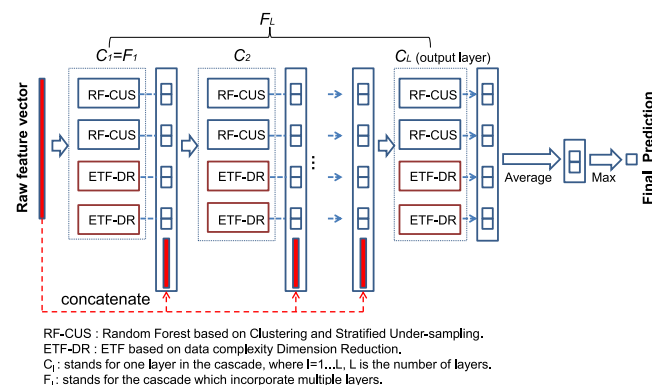 F_L
C_1=F_1
C_2
C_L (output layer)
Raw feature vector
RF-CUS
RF-CUS
ETF-DR
ETF-DR
RF-CUS
RF-CUS
ETF-DR
ETF-DR
...
RF-CUS
RF-CUS
ETF-DR
ETF-DR
Average
Max
Final Prediction
concatenate
RF-CUS : Random Forest based on Clustering and Stratified Under-sampling.
ETF-DR : ETF based on data complexity Dimension Reduction.
C_l : stands for one layer in the cascade, where l=1...L, L is the number of layers.
F_l : stands for the cascade which incorporate multiple layers.